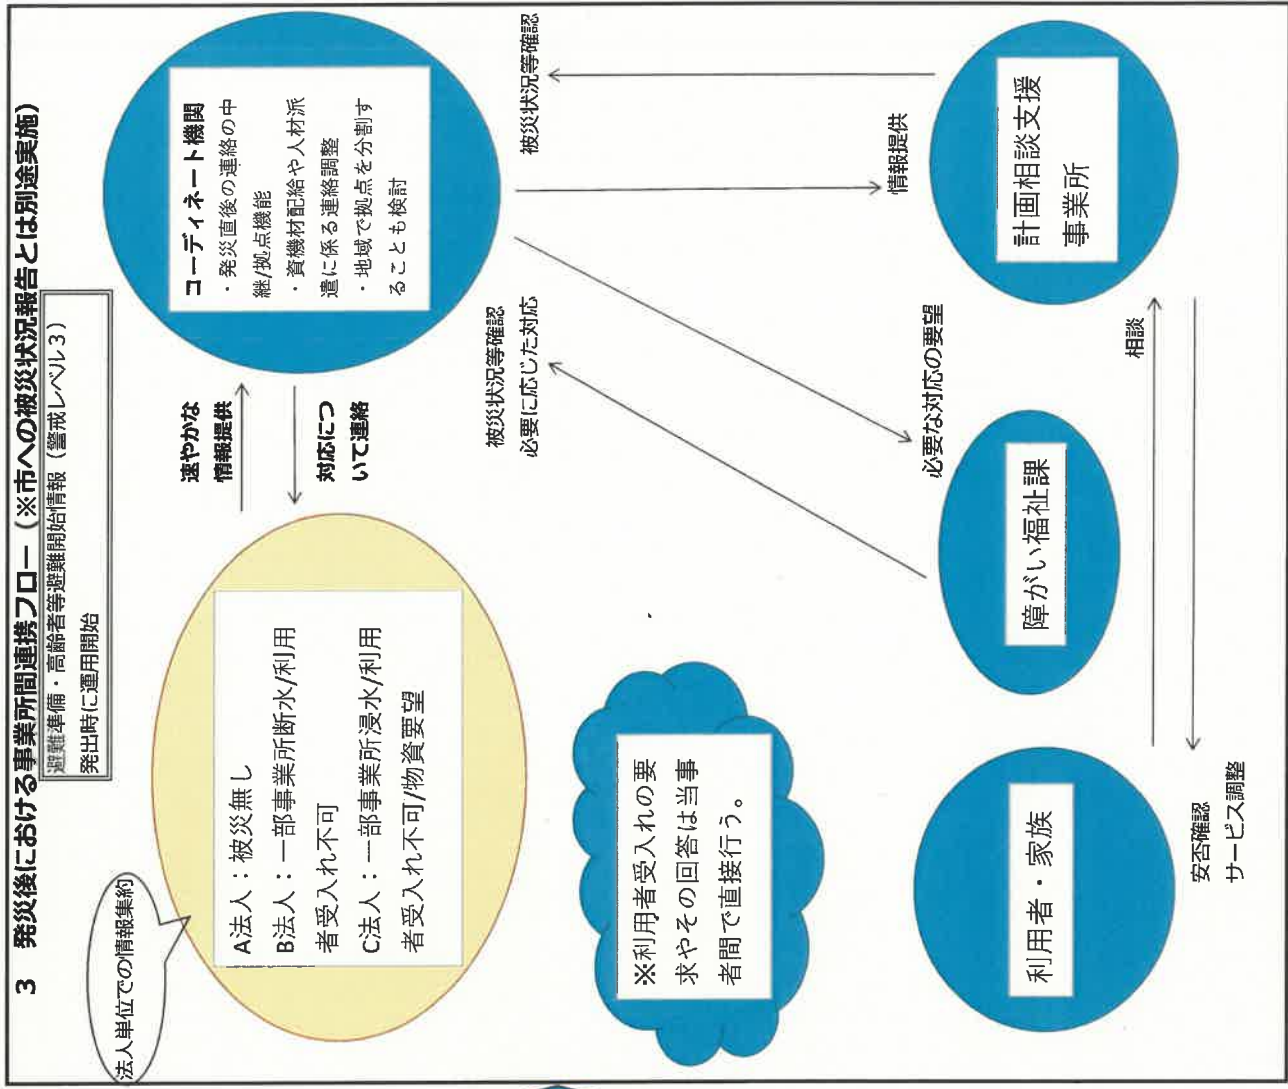 3　発災後における事業所間連携フロー（※市への被災状況報告とは別途実施）
避難準備・高齢者等避難開始情報（警戒レベル３）
発出時に運用開始
法人単位での情報集約
A法人：被災無し
B法人：一部事業所断水/利用
者受入れ不可
C法人：一部事業所浸水/利用
者受入れ不可/物資要望
速やかな
情報提供
対応につ
いて連絡
コーディネート機関
・発災直後の連絡の中
継/拠点機能
・資機材配給や人材派
遣に係る連絡調整
・地域で拠点を分割す
ることも検討
※利用者受入れの要
求やその回答は当事
者間で直接行う。
被災状況等確認
必要に応じた対応
被災状況等確認
必要な対応の要望
情報提供
利用者・家族
障がい福祉課
計画相談支援
事業所
相談
安否確認
サービス調整